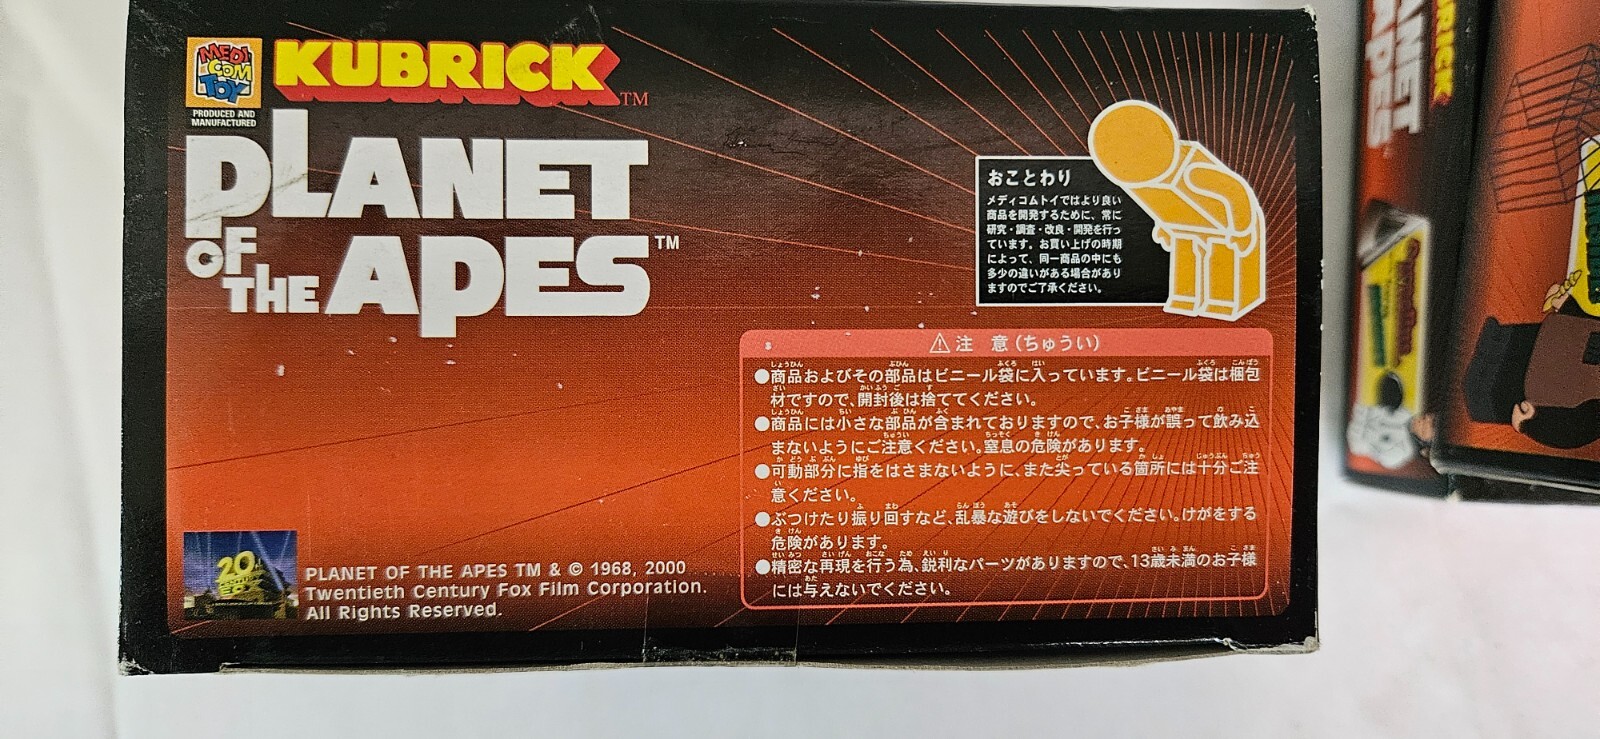 MEDI
COM
TOY
PRODUCED AND
MANUFACTURED
KUBRICK™
PLANET
OF
THE APES™
おことわり
メディコムトイではより良い
商品を開発するために、常に
研究・調査・改良・開発を行っ
ています。お買い上げの時期
によって、同一商品の中にも
多少の違いがある場合があり
ますのでご了承ください。
⚠注 意(ちゅうい)
●商品およびその部品はビニール袋に入っています。ビニール袋は梱包
材ですので、開封後は捨ててください。
●商品には小さな部品が含まれておりますので、お子様が誤って飲み込
まないようにご注意ください。窒息の危険があります。
●可動部分に指をはさまないように、また尖っている箇所には十分ご注
意ください。
●ぶつけたり振り回すなど、乱暴な遊びをしないでください。けがをする
危険があります。
●精密な再現を行う為、鋭利なパーツがありますので、13歳未満のお子様
には与えないでください。
20
PLANET OF THE APES TM & © 1968, 2000
Twentieth Century Fox Film Corporation.
All Rights Reserved.